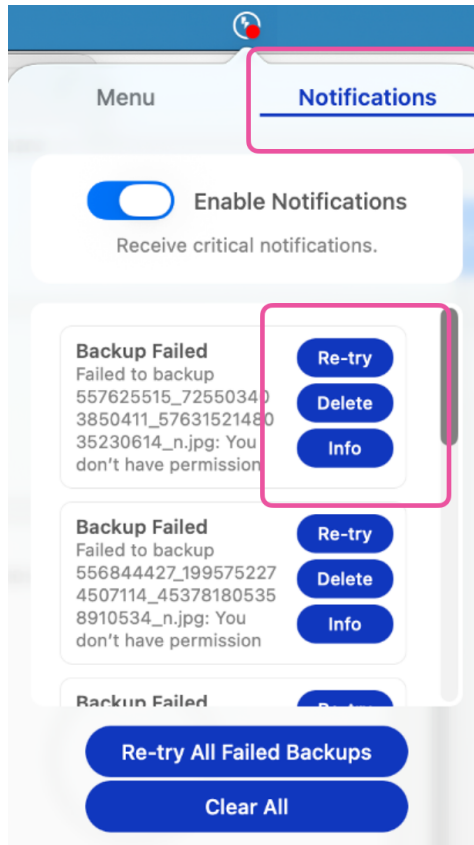 Menu
Notifications
Enable Notifications
Receive critical notifications.
Backup Failed
Failed to backup
557625515_72550340
3850411_57631521480
35230614_n.jpg: You
don't have permission
Re-try
Delete
Info
Backup Failed
Failed to backup
556844427_199575227
4507114_45378180535
8910534_n.jpg: You
don't have permission
Re-try
Delete
Info
Backup Failed
Re-try All Failed Backups
Clear All